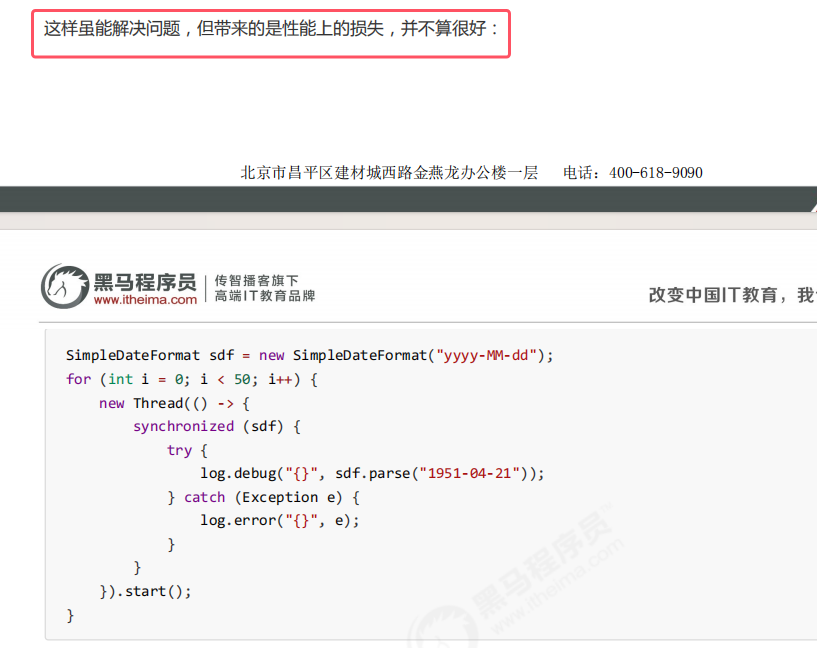 这样虽能解决问题，但带来的是性能上的损失，并不算很好：
北京市昌平区建材城西路金燕龙办公楼一层 电话：400-618-9090
黑马程序员
www.itheima.com
传智播客旗下
高端IT教育品牌
改变中国IT教育，我
SimpleDateFormat sdf = new SimpleDateFormat("yyyy-MM-dd");
for (int i = 0; i < 50; i++) {
    new Thread(() -> {
        synchronized (sdf) {
            try {
                log.debug("{}", sdf.parse("1951-04-21"));
            } catch (Exception e) {
                log.error("{}", e);
            }
        }
    }).start();
}
黑马程序员
www.itheima.com